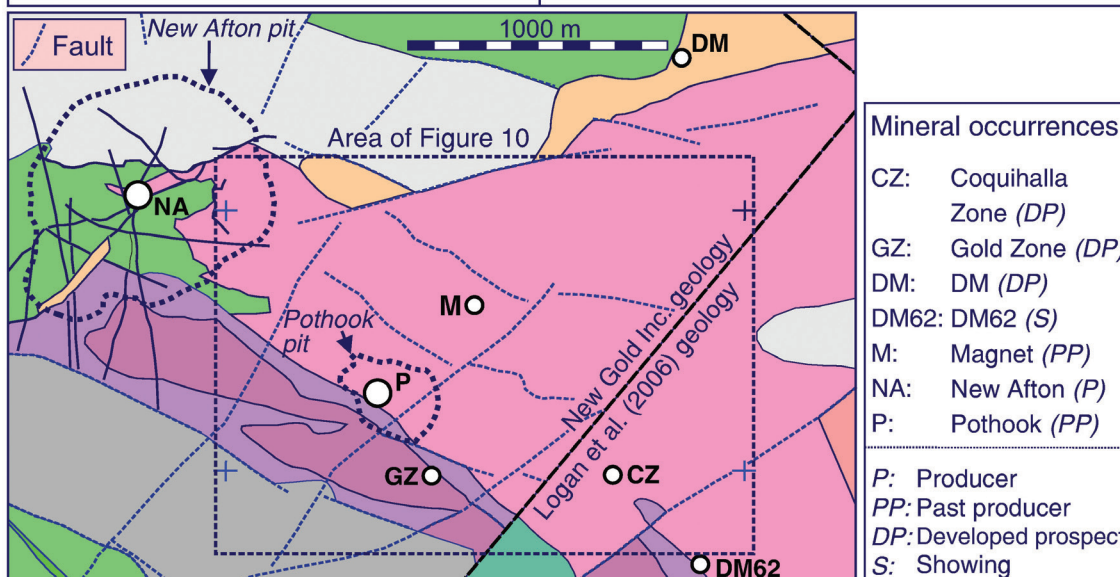 New Afton pit
1000 m
DM
Fault
Area of Figure 10
NA
M
New Gold Inc. geology
Logan et al. (2006) geology
Pothook
pit
P
GZ
CZ
DM62
Mineral occurrences
CZ: Coquihalla
Zone (DP)
GZ: Gold Zone (DP)
DM: DM (DP)
DM62: DM62 (S)
M: Magnet (PP)
NA: New Afton (P)
P: Pothook (PP)
P: Producer
PP: Past producer
DP: Developed prospect
S: Showing